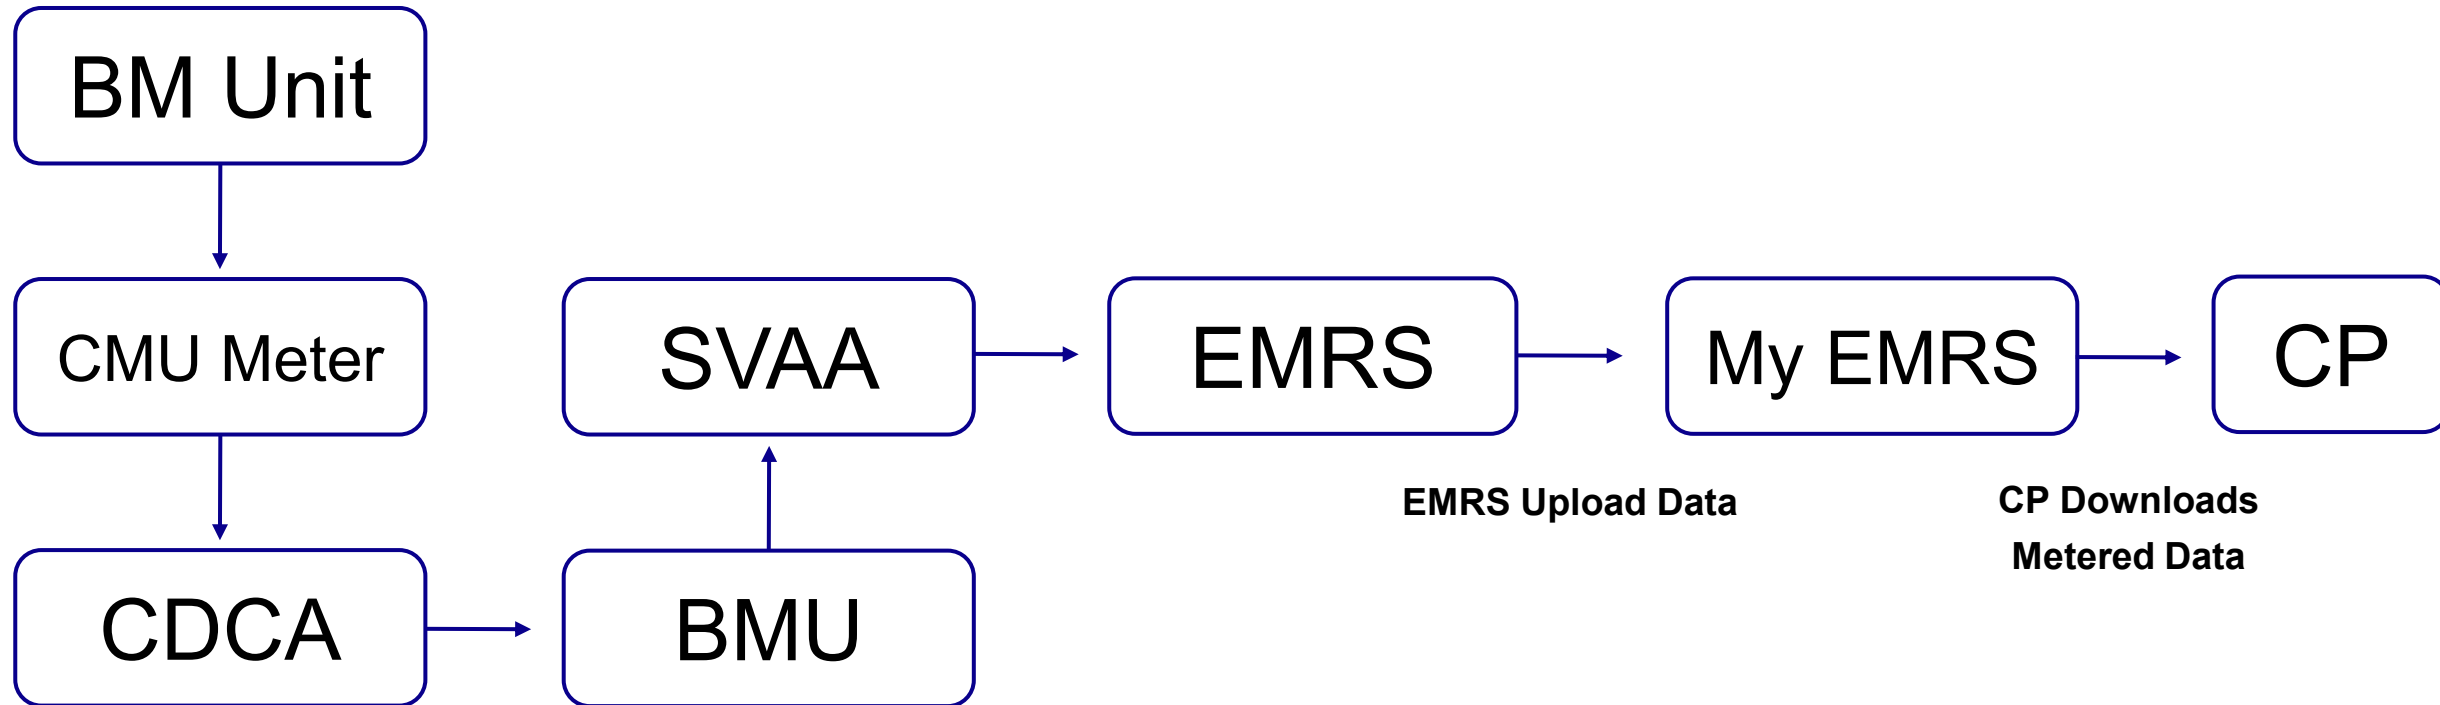 BM Unit
CMU Meter
SVAA
EMRS
My EMRS
CP
EMRS Upload Data
CP Downloads
Metered Data
CDCA
BMU